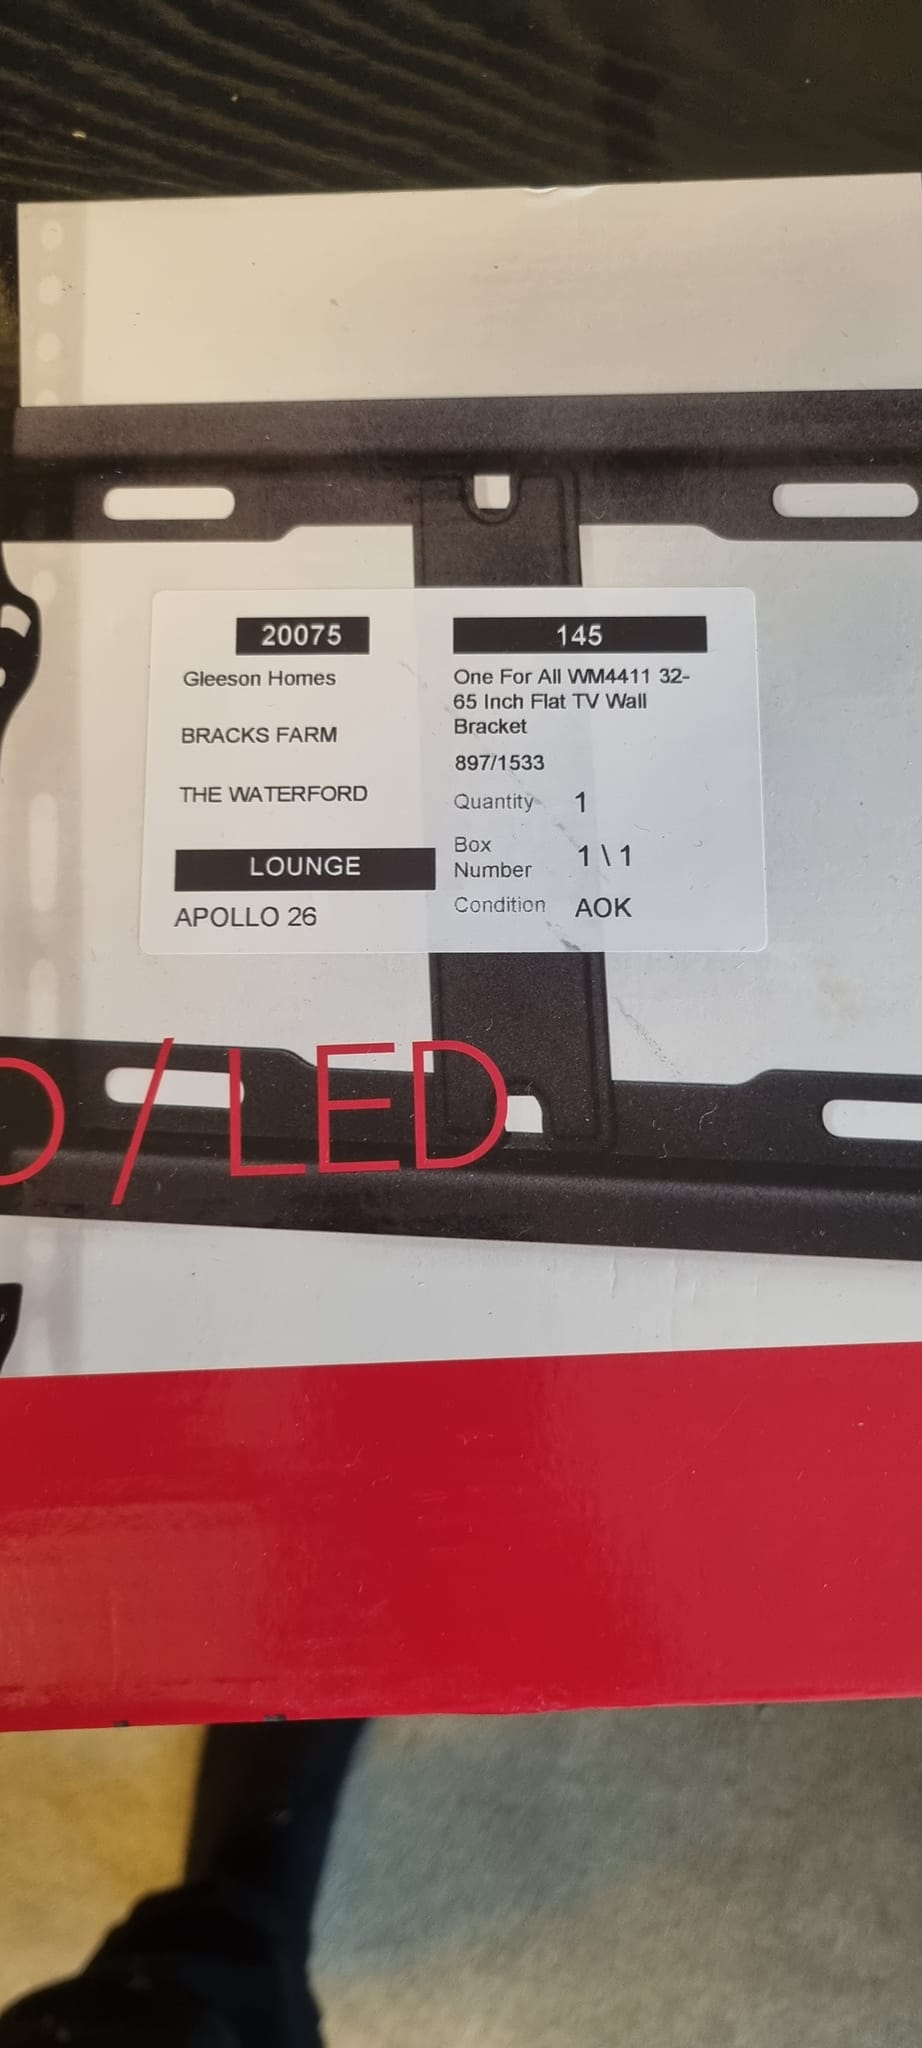 20075
Gleeson Homes
BRACKS FARM
THE WATERFORD
LOUNGE
APOLLO 26
145
One For All WM4411 32-
65 Inch Flat TV Wall
Bracket
897/1533
Quantity 1
Box
Number 1 \ 1
Condition AOK
/ LED